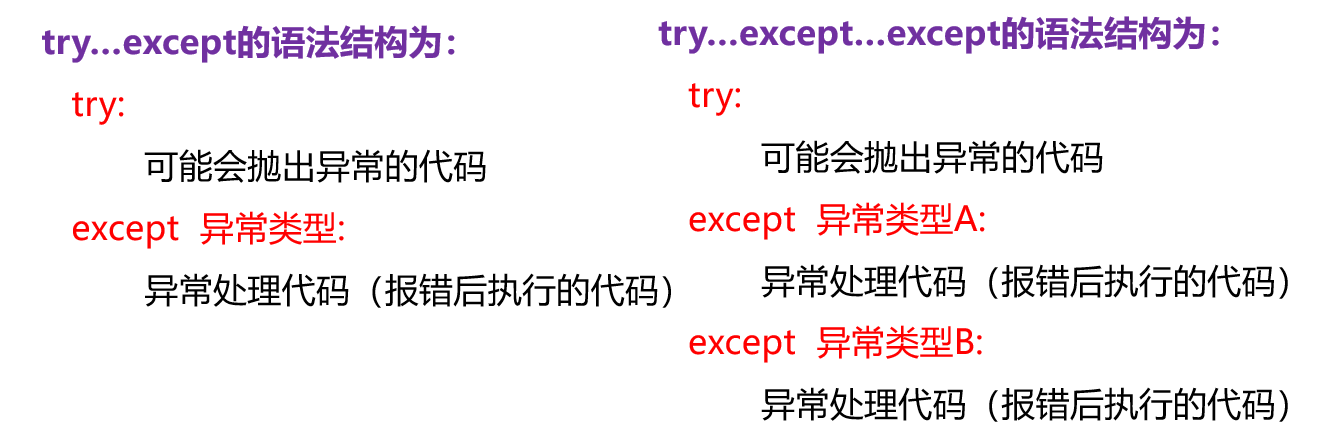 try...except的语法结构为：
try:
可能会抛出异常的代码
except 异常类型:
异常处理代码（报错后执行的代码）
try...except...except的语法结构为：
try:
可能会抛出异常的代码
except 异常类型A:
异常处理代码（报错后执行的代码）
except 异常类型B:
异常处理代码（报错后执行的代码）